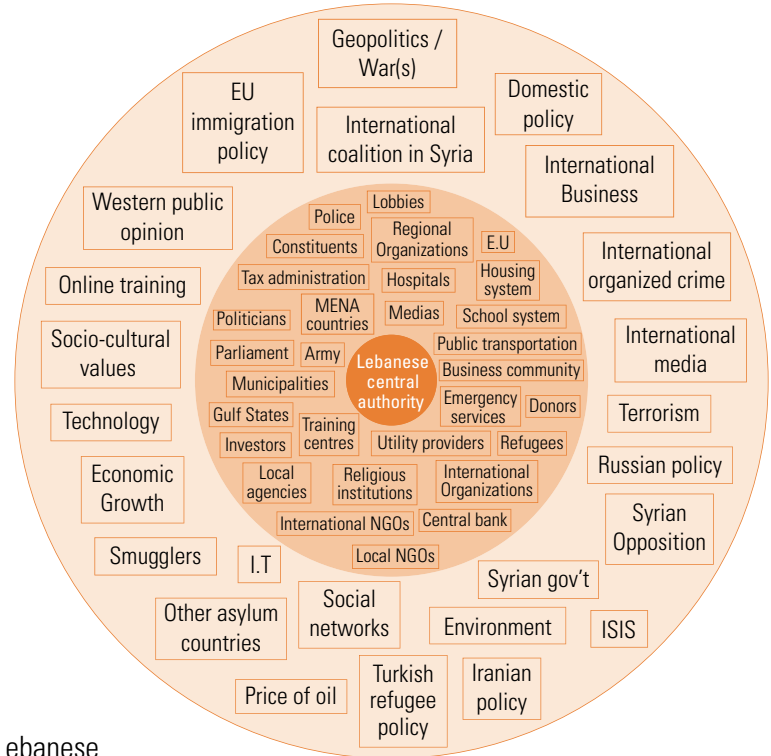 Geopolitics /
War(s)
EU
immigration
policy
International
coalition in Syria
Domestic
policy
International
Business
Western public
opinion
Online training
Socio-cultural
values
Technology
Economic
Growth
Smugglers
I.T
Other asylum
countries
Social
networks
Price of oil
Turkish
refugee
policy
Iranian
policy
Environment
Syrian gov't
ISIS
Syrian
Opposition
Russian policy
Terrorism
International
media
International
organized crime
Lobbies
Police
Constituents
Regional
Organizations
E.U
Tax administration
Hospitals
Housing
system
Politicians
MENA
countries
Medias
School system
Parliament
Army
Public transportation
Lebanese
central
authority
Business community
Municipalities
Emergency
services
Donors
Gulf States
Training
centres
Investors
Utility providers
Refugees
Local
agencies
Religious
institutions
International
Organizations
International NGOs
Central bank
Local NGOs
ebanese